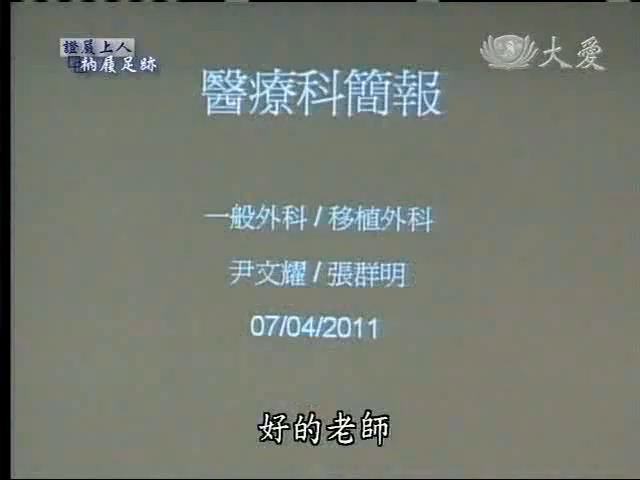 證嚴上人
衲履足跡
大愛
醫療科簡報
一般外科 / 移植外科
尹文耀 / 張群明
07/04/2011
好的老師